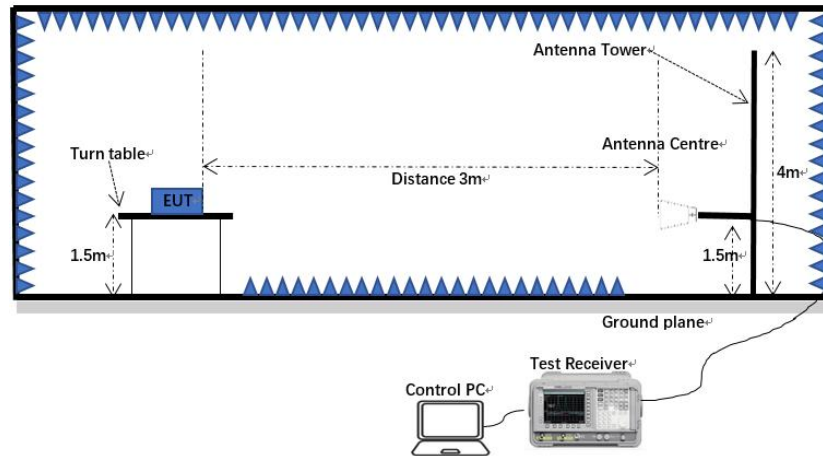 Antenna Tower
Turn table
Antenna Centre
Distance 3m
4m
EUT
1.5m
1.5m
Ground plane
Test Receiver
Control PC